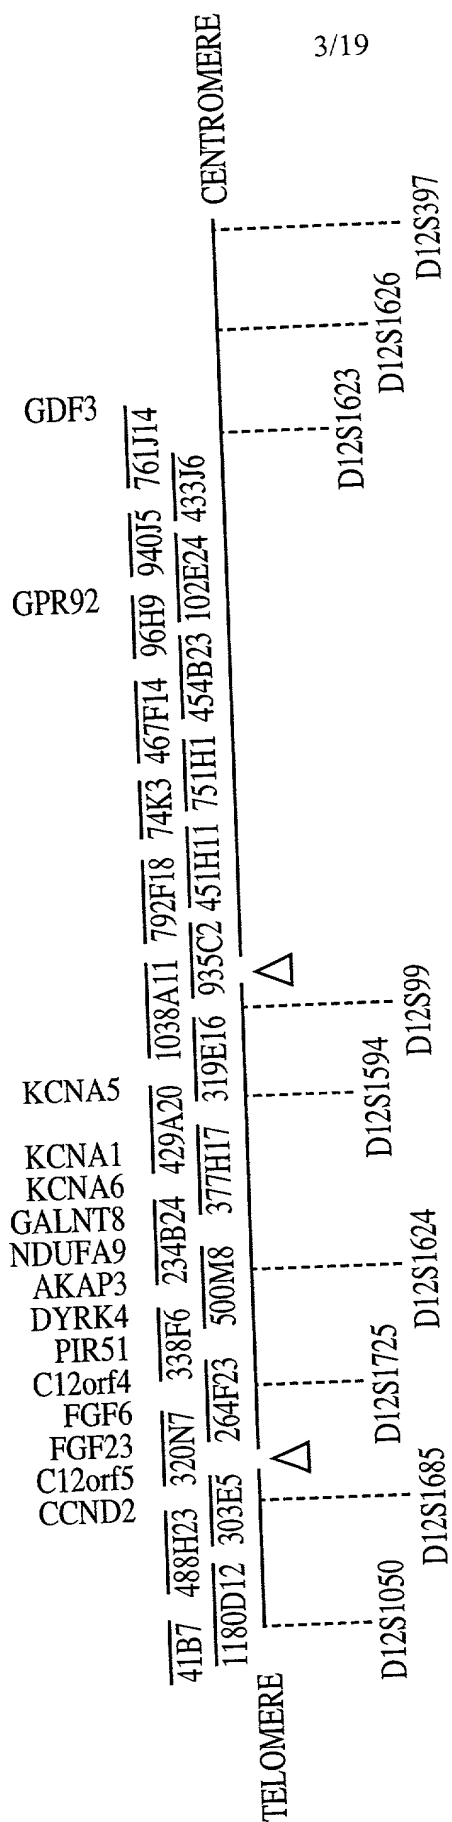 3/19
CENTROMERE
GDF3
GPR92
KCNA5
KCNA1
KCNA6
GALNT8
NDUFA9
AKAP3
DYRK4
PIR51
C12orf4
FGF6
FGF23
C12orf5
CCND2
761J14
940J5
96H9
467F14
74K3
792F18
1038A11
429A20
234B24
338F6
320N7
488H23
41B7
433J6
102E24
454B23
751H1
451H11
935C2
319E16
377H17
500M8
264F23
303E5
1180D12
D12S397
D12S1626
D12S1623
D12S99
D12S1594
D12S1624
D12S1725
D12S1685
D12S1050
TELOMERE